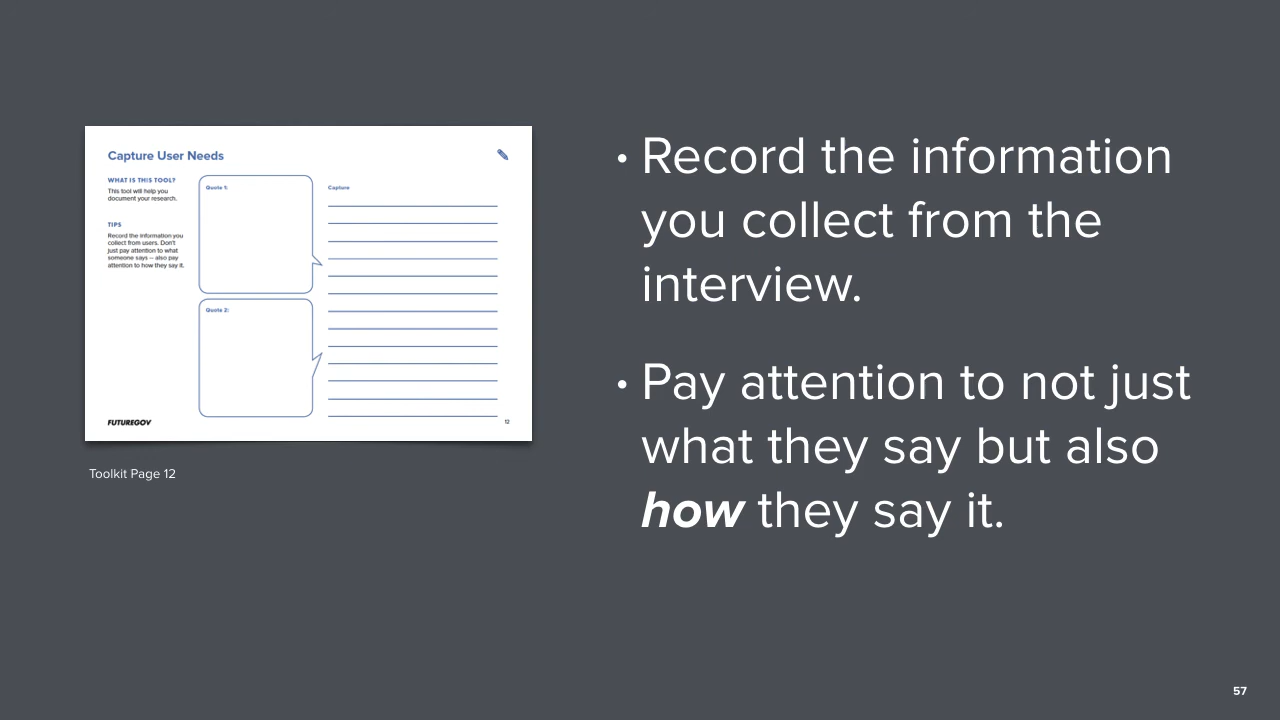 Capture User Needs
WHAT IS THIS TOOL?
This tool will help you
document your research.
TIPS
Record the information you
collect from users. Don't
just pay attention to what
someone says – also pay
attention to how they say it.
Quote 1:
Quote 2:
Capture
FUTUREGOV
12
Toolkit Page 12
• Record the information
you collect from the
interview.
• Pay attention to not just
what they say but also
how they say it.
57